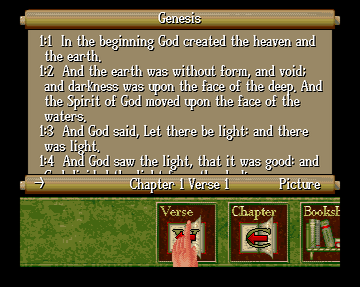 Genesis
1:1 In the beginning God created the heaven and
the earth.
1:2 And the earth was without form, and void;
and darkness was upon the face of the deep. And
the Spirit of God moved upon the face of the
waters.
1:3 And God said, Let there be light: and there
was light.
1:4 And God saw the light, that it was good: and
Chapter 1 Verse 1 Picture
Verse Chapter Booksh